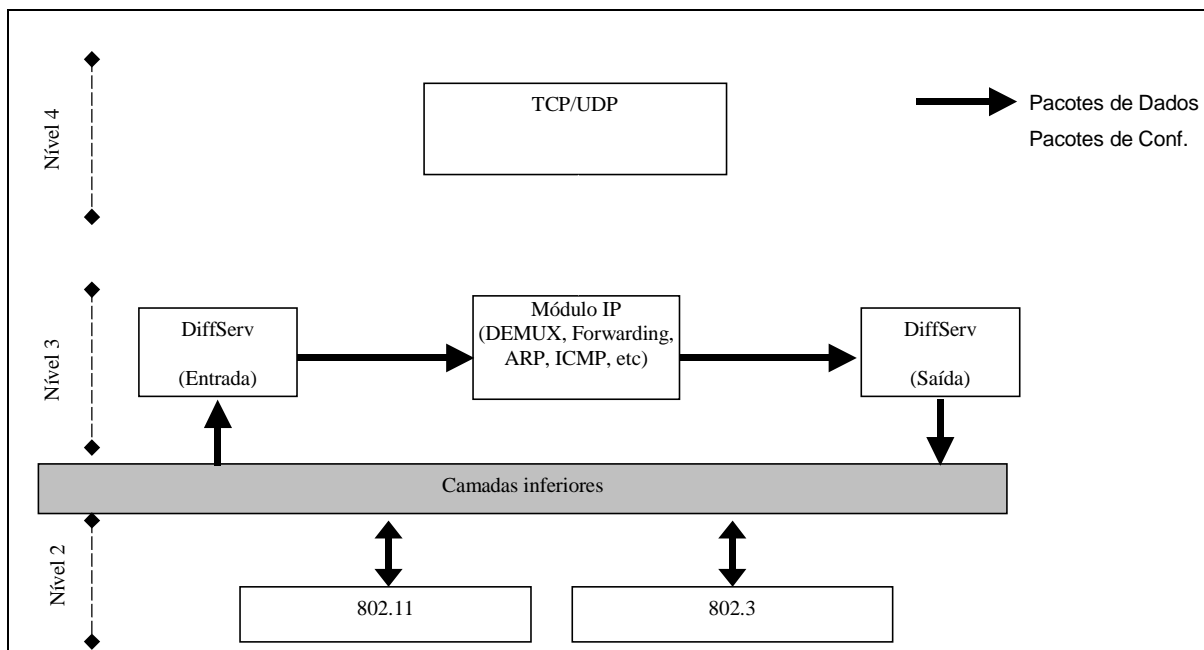 Nível 4
TCP/UDP
Pacotes de Dados
Pacotes de Conf.
Nível 3
DiffServ
(Entrada)
Módulo IP
(DEMUX, Forwarding,
ARP, ICMP, etc)
DiffServ
(Saída)
Camadas inferiores
Nível 2
802.11
802.3